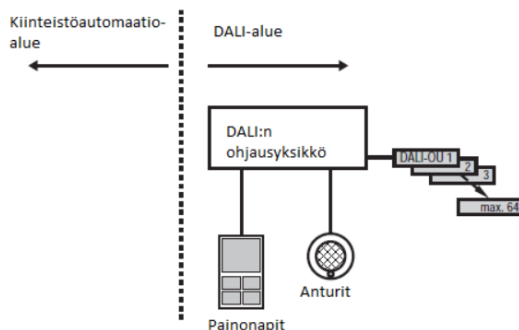 Kiinteistöautomaatio-
alue
DALI-alue
DALI:n
ohjausyksikkö
DALI-OU 1
2
3
max. 64
Anturit
Painonapit